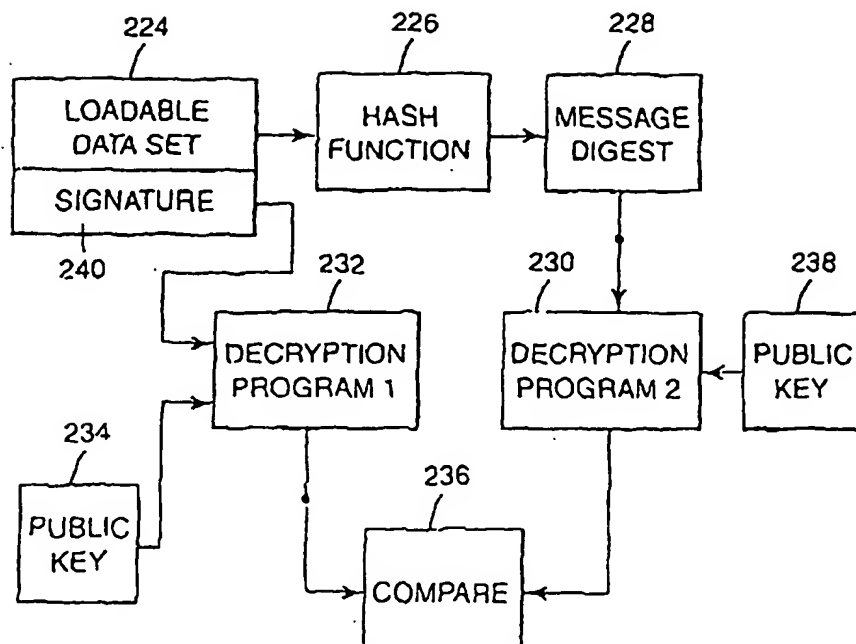 224
226
228
LOADABLE
DATA SET
HASH
FUNCTION
MESSAGE
DIGEST
SIGNATURE
240
232
230
238
DECRYPTION
PROGRAM 1
DECRYPTION
PROGRAM 2
PUBLIC
KEY
234
236
PUBLIC
KEY
COMPARE